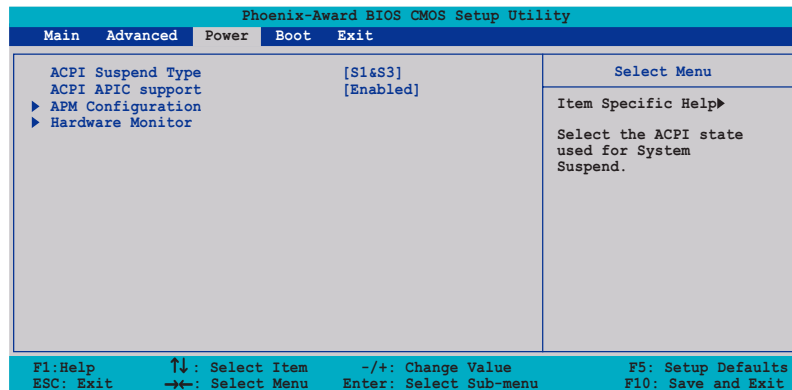 Phoenix-Award BIOS CMOS Setup Utility
Main Advanced Power Boot Exit
ACPI Suspend Type [S1&S3]
ACPI APIC support [Enabled]
APM Configuration
Hardware Monitor
Select Menu
Item Specific Help
Select the ACPI state
used for System
Suspend.
F1:Help ↑↓: Select Item -/+: Change Value F5: Setup Defaults
ESC: Exit →←: Select Menu Enter: Select Sub-menu F10: Save and Exit